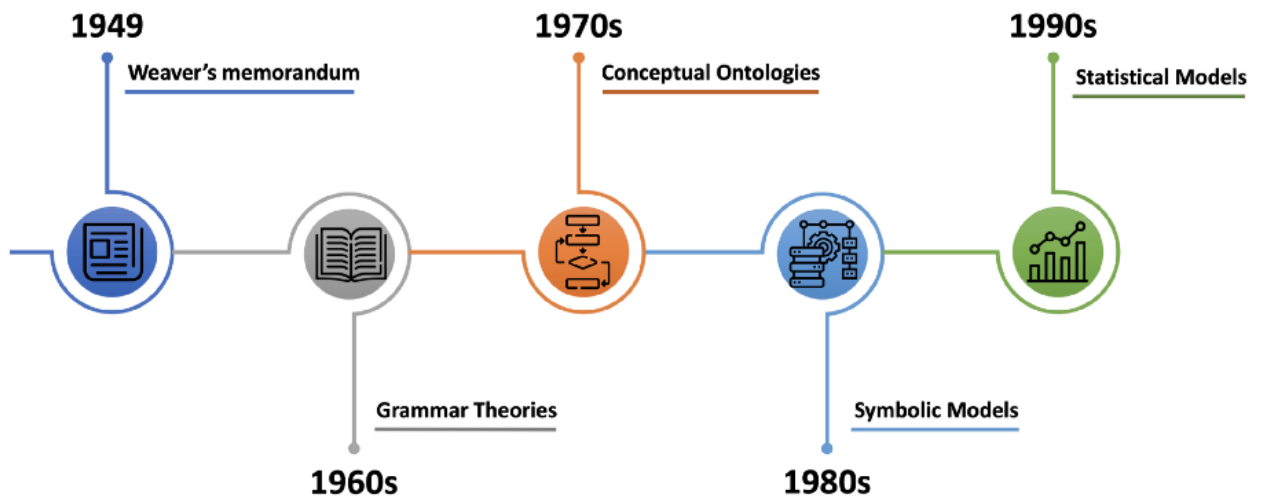 1949
Weaver's memorandum
1960s
Grammar Theories
1970s
Conceptual Ontologies
1980s
Symbolic Models
1990s
Statistical Models